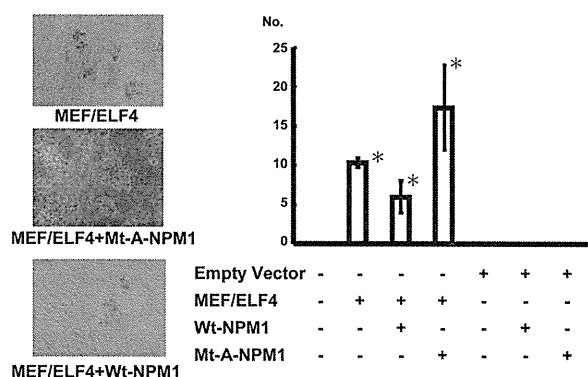 MEF/ELF4
MEF/ELF4+Mt-A-NPM1
MEF/ELF4+Wt-NPM1
No.
25
20
15
10
5
0
* * *
Empty Vector - - - - + + +
MEF/ELF4 - + + + - - -
Wt-NPM1 - - + - - + -
Mt-A-NPM1 - - - + - - +